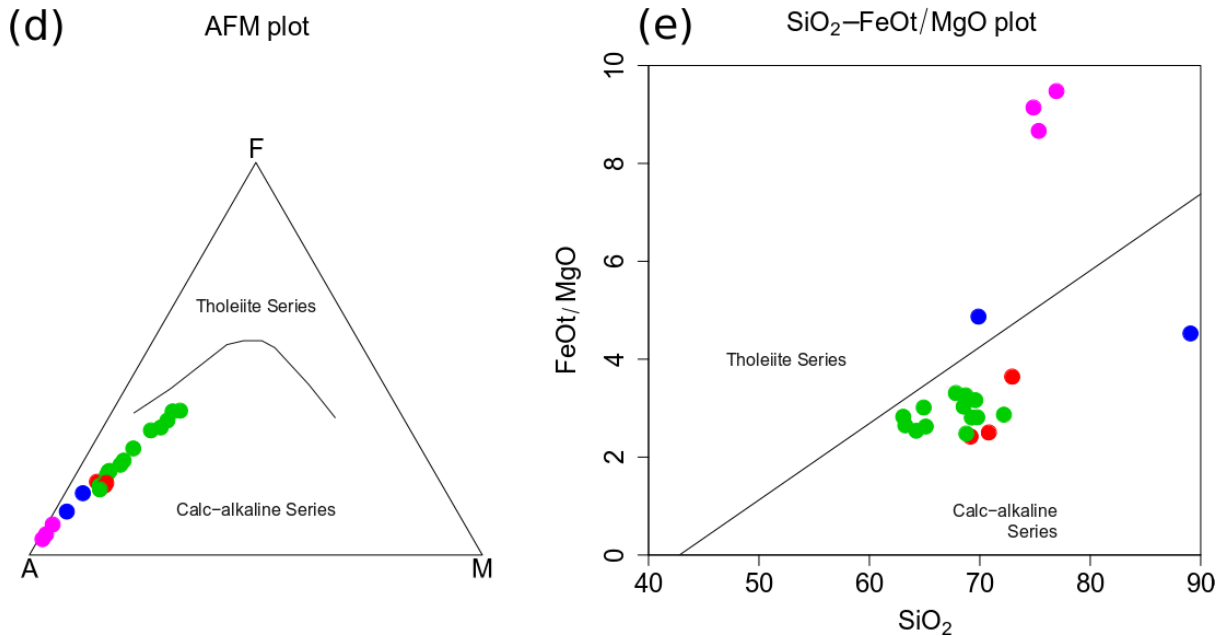 (d)
AFM plot
F
Tholeiite Series
Calc−alkaline Series
A
M
(e)
SiO₂−FeOt/MgO plot
10
8
6
4
2
0
FeOt/MgO
Tholeiite Series
Calc−alkaline
Series
40
50
60
70
80
90
SiO₂